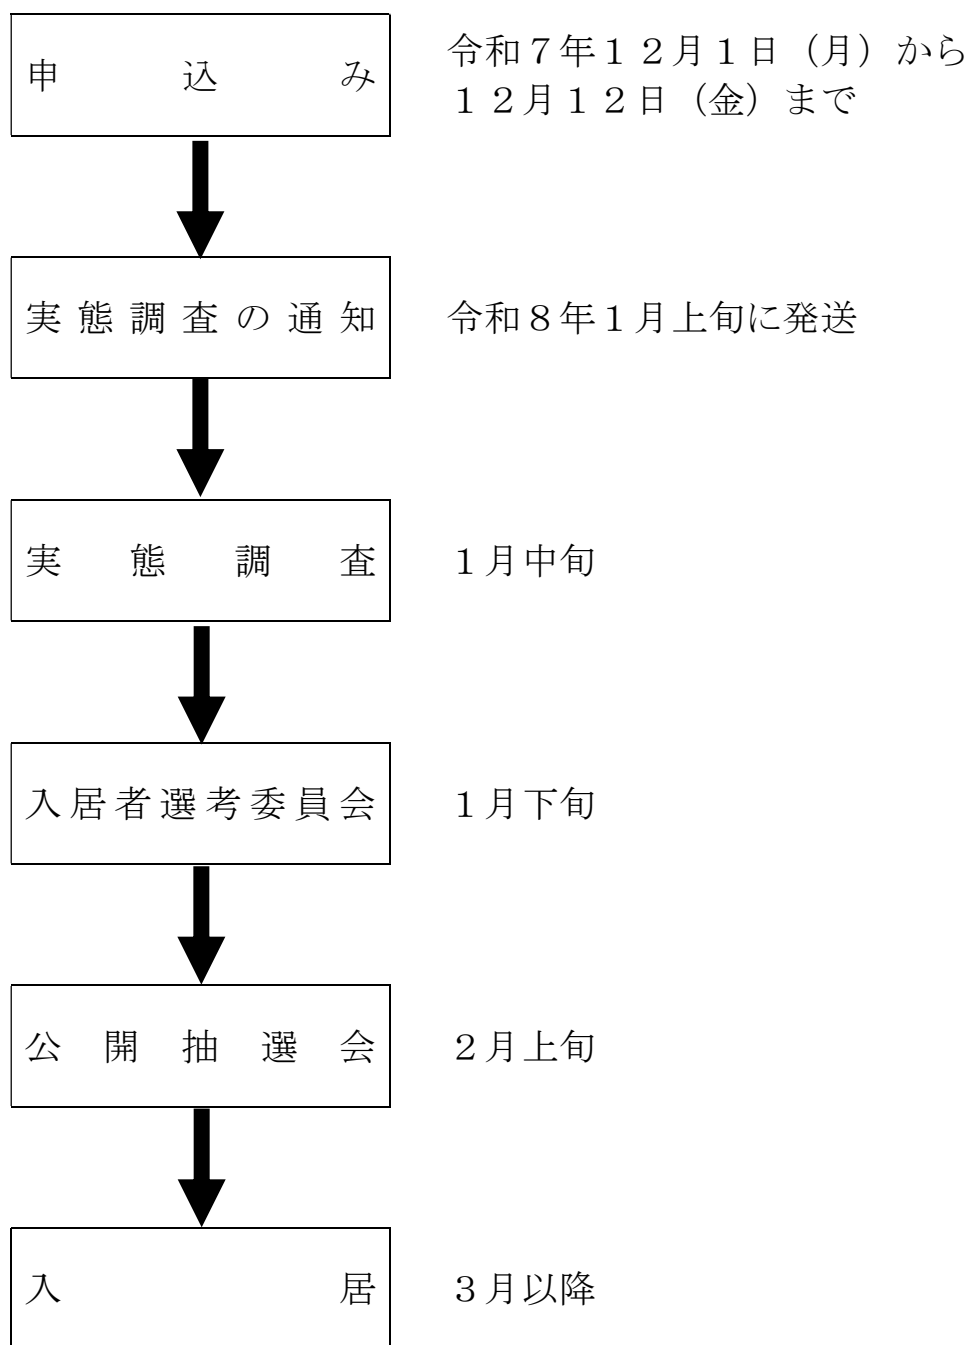 申込み
令和７年１２月１日（月）から
１２月１２日（金）まで
実態調査の通知
令和８年１月上旬に発送
実態調査
１月中旬
入居者選考委員会
１月下旬
公開抽選会
２月上旬
入居
３月以降